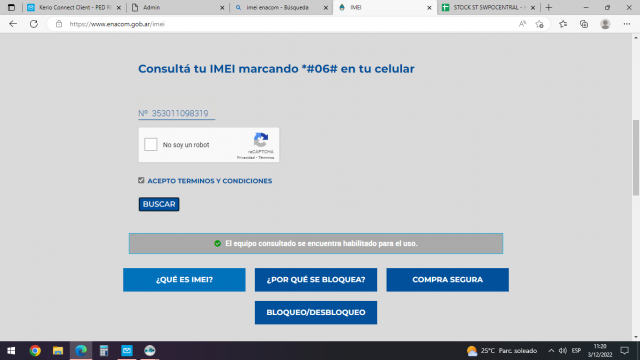 Kerio Connect Client - PED R
Admin
imei enacom - Búsqueda
IMEI
STOCK ST SWPOCENTRAL -
https://www.enacom.gob.ar/imei
Consultá tu IMEI marcando *#06# en tu celular
Nº 353011098319
No soy un robot
reCAPTCHA
Privacidad - Términos
ACEPTO TERMINOS Y CONDICIONES
BUSCAR
El equipo consultado se encuentra habilitado para el uso.
¿QUÉ ES IMEI?
¿POR QUÉ SE BLOQUEA?
COMPRA SEGURA
BLOQUEO/DESBLOQUEO
25°C Parc. soleado
ESP
11:20
3/12/2022